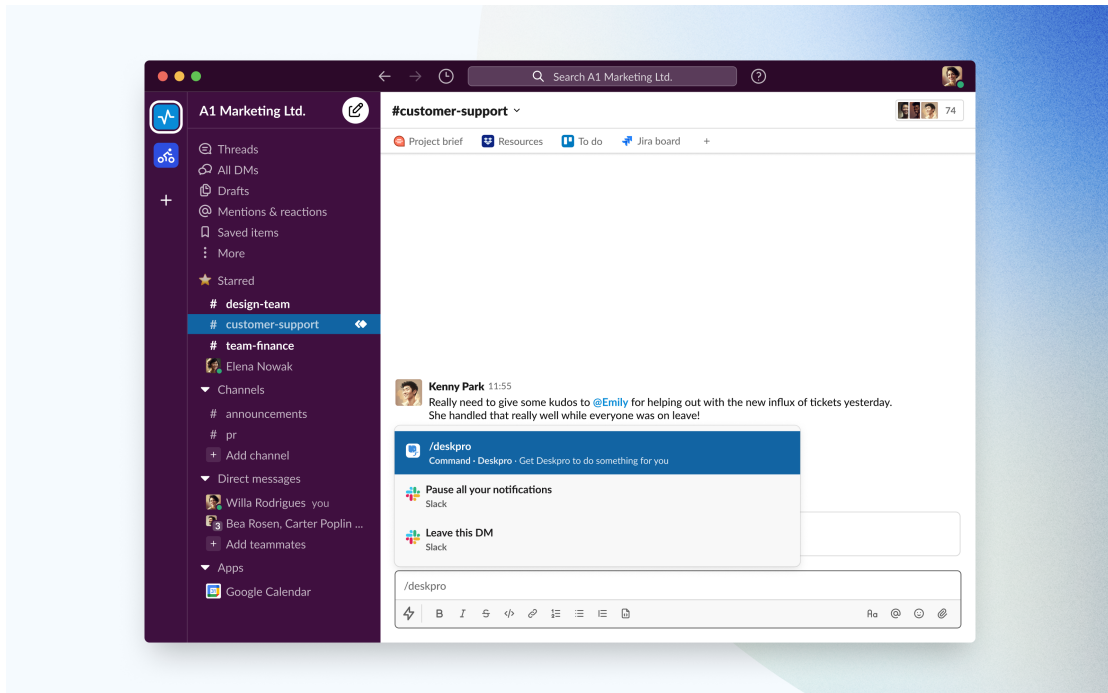 Search A1 Marketing Ltd.
A1 Marketing Ltd.
Threads
All DMs
Drafts
Mentions & reactions
Saved items
More
Starred
# design-team
# customer-support
# team-finance
Elena Nowak
Channels
# announcements
# pr
+ Add channel
Direct messages
Willa Rodrigues you
3 Bea Rosen, Carter Poplin ...
+ Add teammates
Apps
Google Calendar
#customer-support
74
Project brief Resources To do Jira board +
Kenny Park 11:55
Really need to give some kudos to @Emily for helping out with the new influx of tickets yesterday.
She handled that really well while everyone was on leave!
/deskpro
Command · Deskpro · Get Deskpro to do something for you
Pause all your notifications
Slack
Leave this DM
Slack
/deskpro
B I S </> Aa @